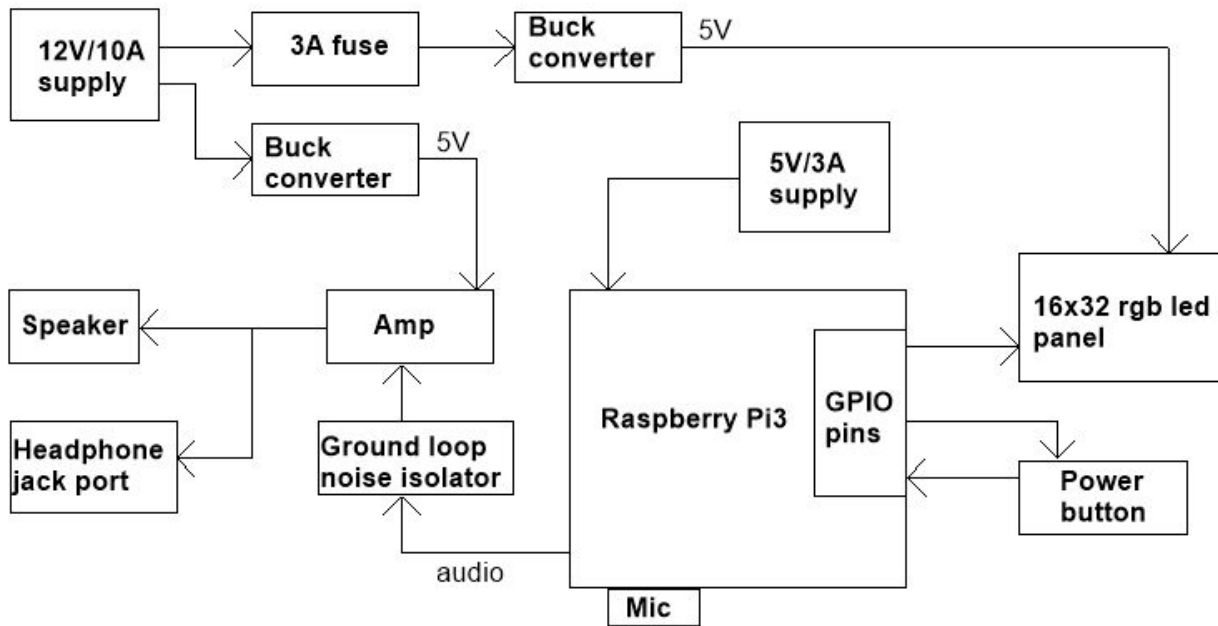 12V/10A
supply
3A fuse
Buck
converter
5V
Buck
converter
5V
5V/3A
supply
Speaker
Amp
16x32 rgb led
panel
Raspberry Pi3
GPIO
pins
Headphone
jack port
Ground loop
noise isolator
Power
button
audio
Mic